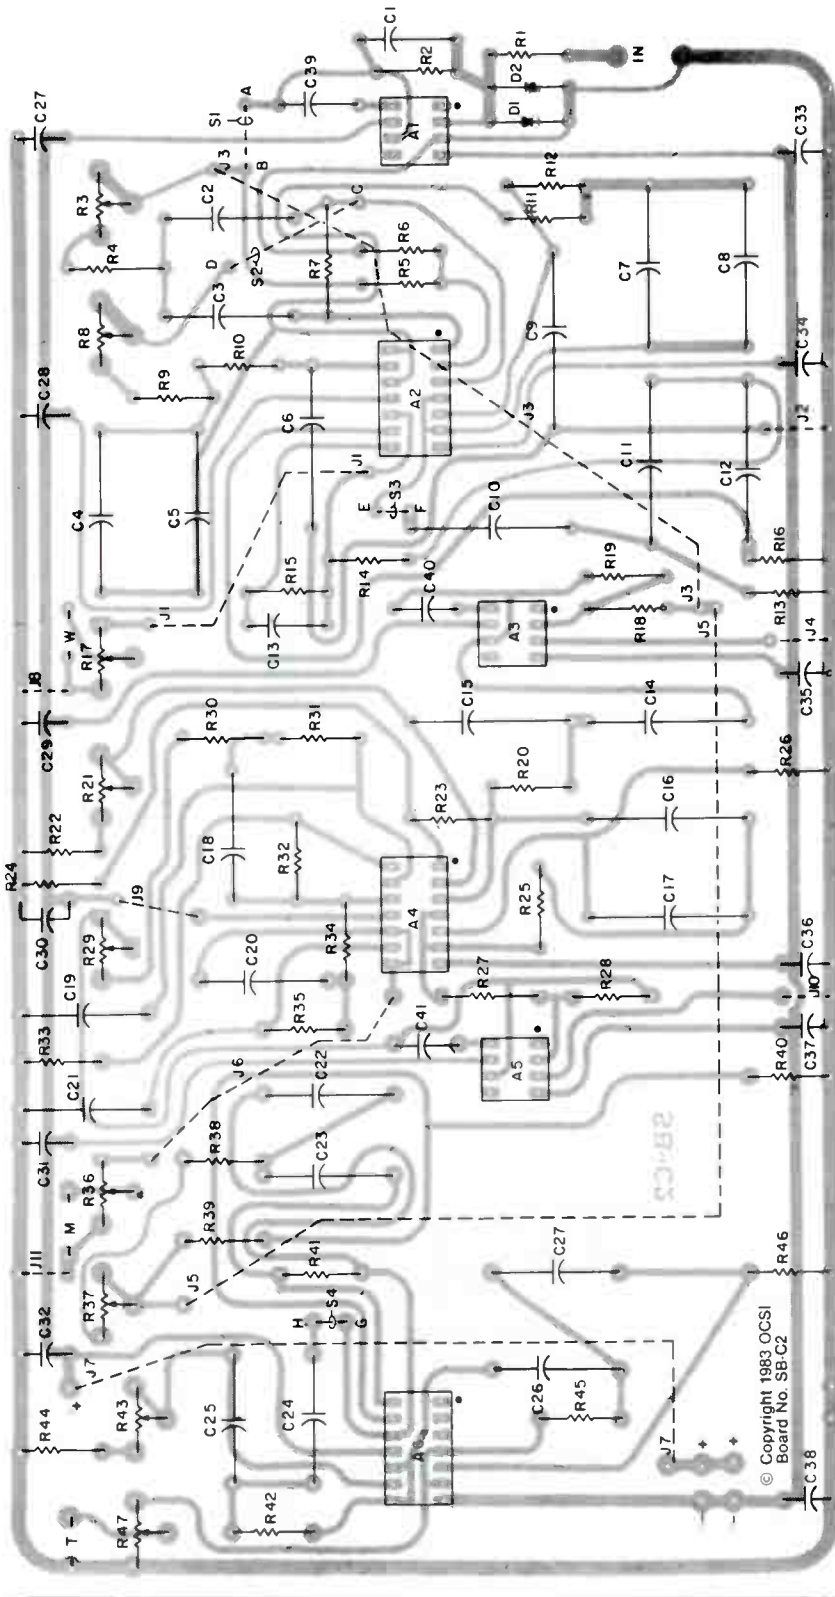 R44
C32
J11
C31
R33
C21
C19
C30
R24
R22
C29
J8
C28
C27
T
+
J7
M
W
R47
R43
R37
R36
R29
J9
R21
R17
J1
C4
R8
R4
R3
C25
J5
R39
R38
J6
C20
C18
R30
C5
R9
R10
C3
D
C2
J3
S1
A
B
R42
C24
H
S4
G
R41
C23
C22
R35
R34
R32
R31
C13
R15
C6
S2
R7
C39
J1
R14
E
S3
F
R5
R6
C
C1
A6
C41
A4
R23
C40
A2
A1
R2
C26
R45
C27
A5
R27
R28
R25
R20
C15
A3
C10
J3
C9
R11
R12
D1
D2
R1
IN
C17
C16
C14
R18
R19
C11
C7
SB-C2
J7
+
+
-
-
J5
J3
C12
C8
© Copyright 1983 OCSI
Board No. SB-C2
R46
R40
R26
R13
R16
C38
C37
J10
C36
C35
J4
J2
C34
C33